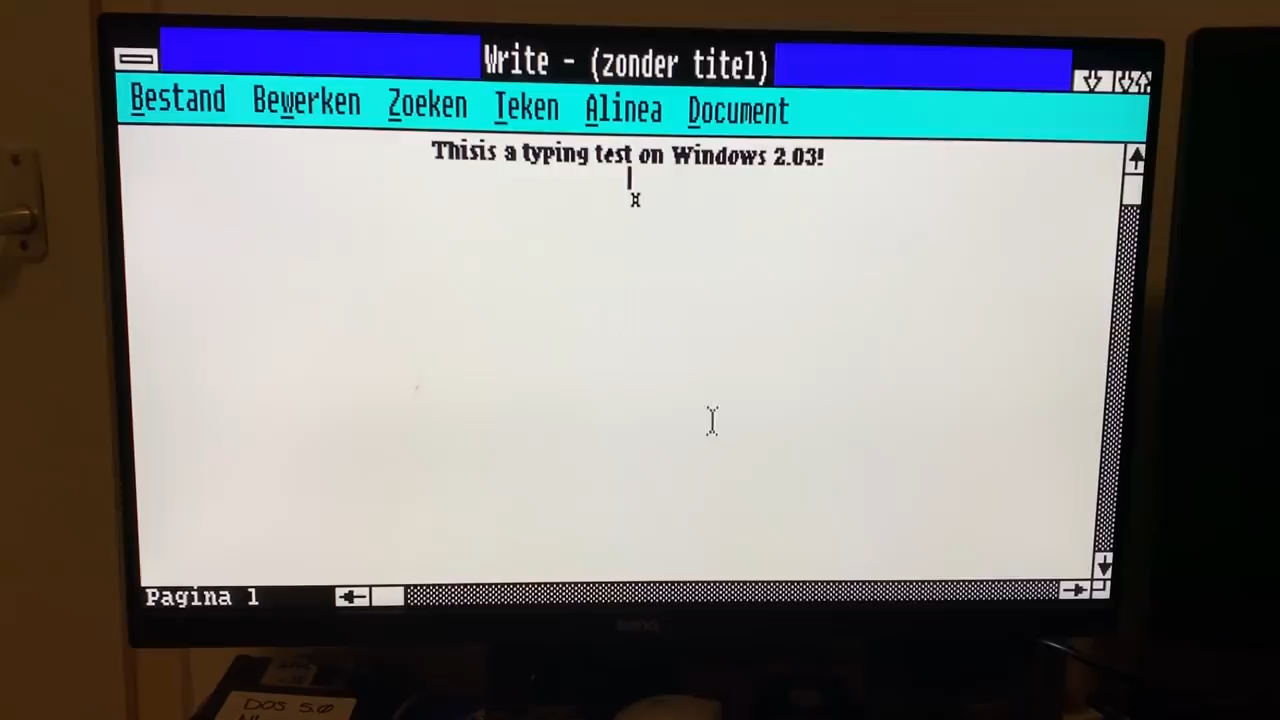 Write - (zonder titel)
Bestand Bewerken Zoeken Teken Alinea Document
Thisis a typing test on Windows 2.03!
Pagina 1
BenQ
DOS 5.0